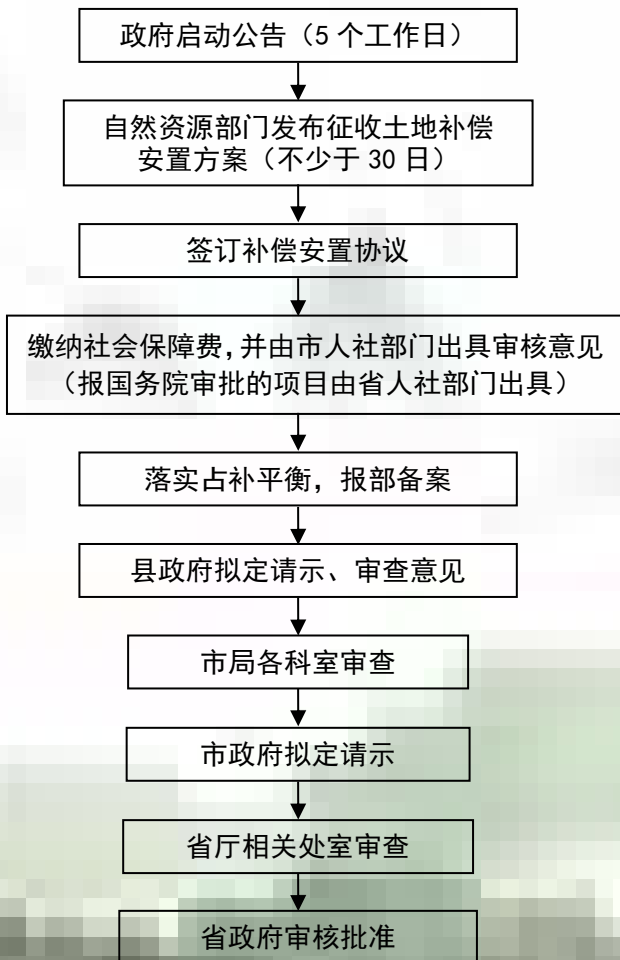 政府启动公告（5 个工作日）
自然资源部门发布征收土地补偿
安置方案（不少于 30 日）
签订补偿安置协议
缴纳社会保障费,并由市人社部门出具审核意见
（报国务院审批的项目由省人社部门出具）
落实占补平衡，报部备案
县政府拟定请示、审查意见
市局各科室审查
市政府拟定请示
省厅相关处室审查
省政府审核批准